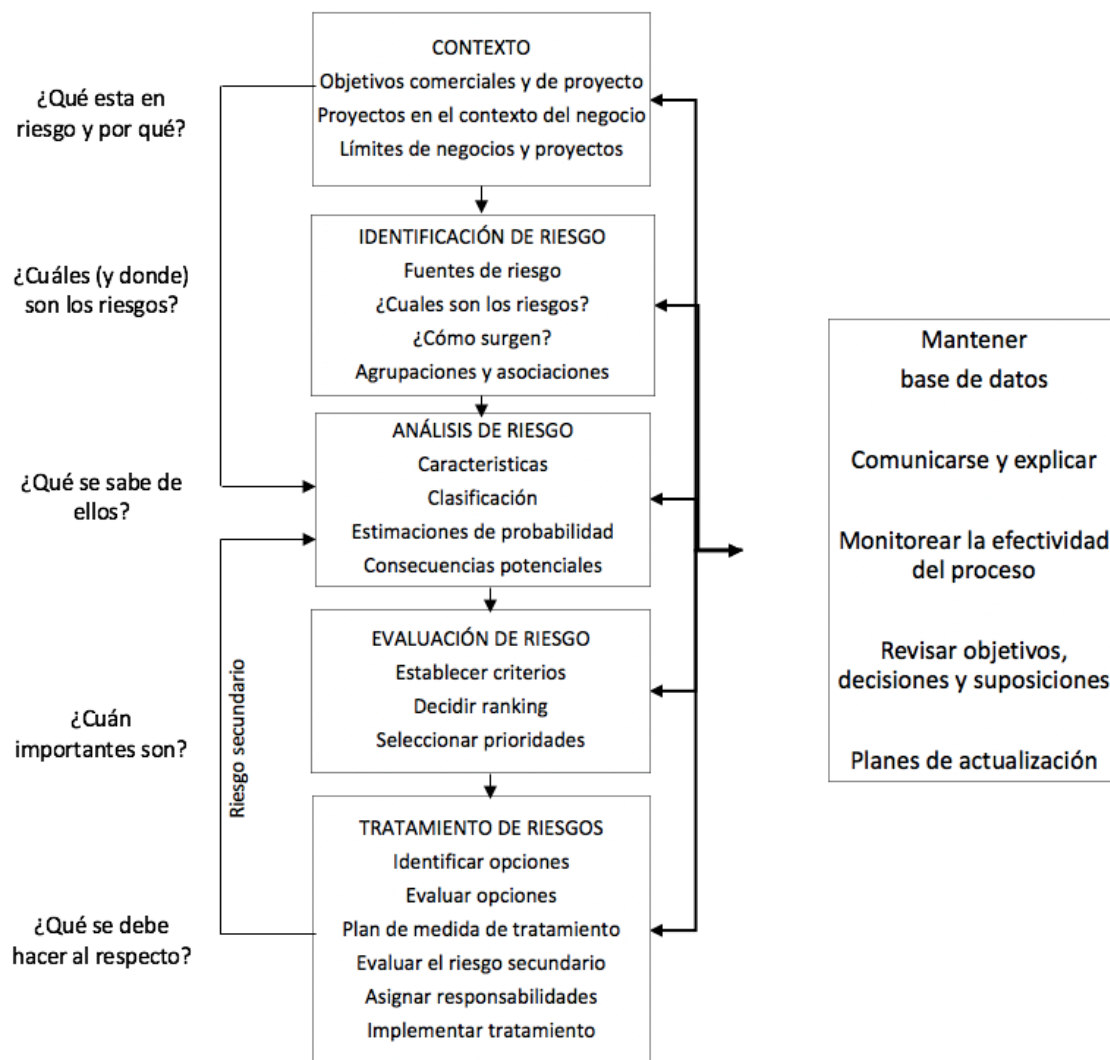 ¿Qué esta en
riesgo y por qué?
CONTEXTO
Objetivos comerciales y de proyecto
Proyectos en el contexto del negocio
Límites de negocios y proyectos
¿Cuáles (y donde)
son los riesgos?
IDENTIFICACIÓN DE RIESGO
Fuentes de riesgo
¿Cuales son los riesgos?
¿Cómo surgen?
Agrupaciones y asociaciones
¿Qué se sabe de
ellos?
ANÁLISIS DE RIESGO
Caracteristicas
Clasificación
Estimaciones de probabilidad
Consecuencias potenciales
¿Cuán
importantes son?
Riesgo secundario
EVALUACIÓN DE RIESGO
Establecer criterios
Decidir ranking
Seleccionar prioridades
¿Qué se debe
hacer al respecto?
TRATAMIENTO DE RIESGOS
Identificar opciones
Evaluar opciones
Plan de medida de tratamiento
Evaluar el riesgo secundario
Asignar responsabilidades
Implementar tratamiento
Mantener
base de datos
Comunicarse y explicar
Monitorear la efectividad
del proceso
Revisar objetivos,
decisiones y suposiciones
Planes de actualización